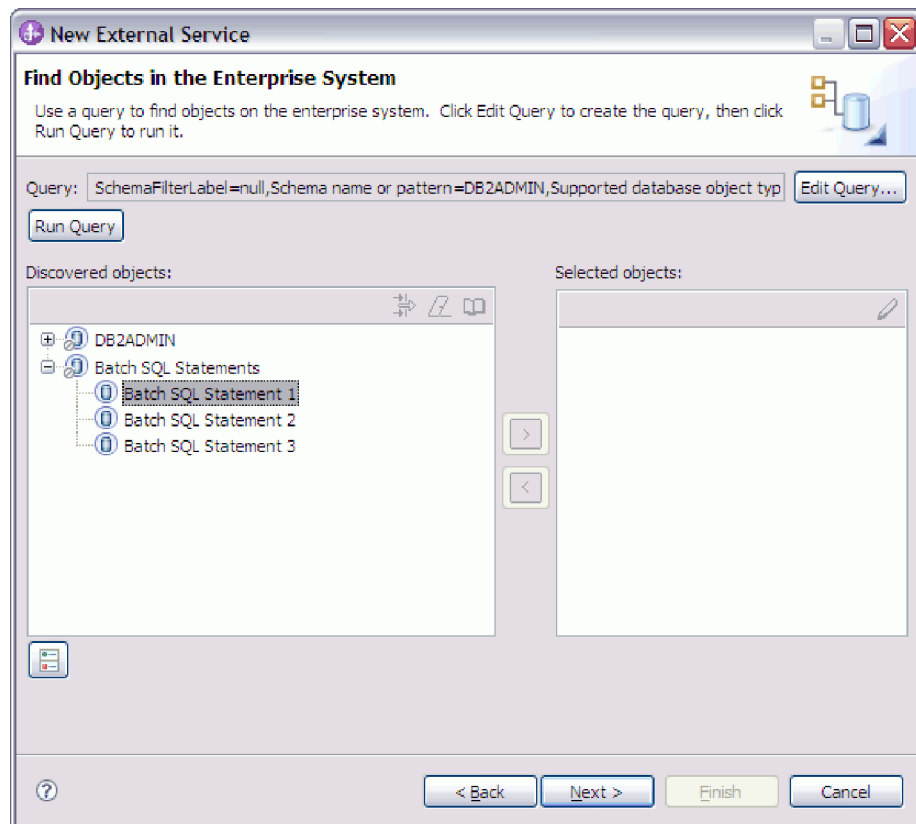 New External Service
Find Objects in the Enterprise System
Use a query to find objects on the enterprise system. Click Edit Query to create the query, then click
Run Query to run it.
Query: SchemaFilterLabel=null,Schema name or pattern=DB2ADMIN,Supported database object typ Edit Query...
Run Query
Discovered objects: Selected objects:
DB2ADMIN
Batch SQL Statements
Batch SQL Statement 1
Batch SQL Statement 2
Batch SQL Statement 3
>
<
< Back Next > Finish Cancel